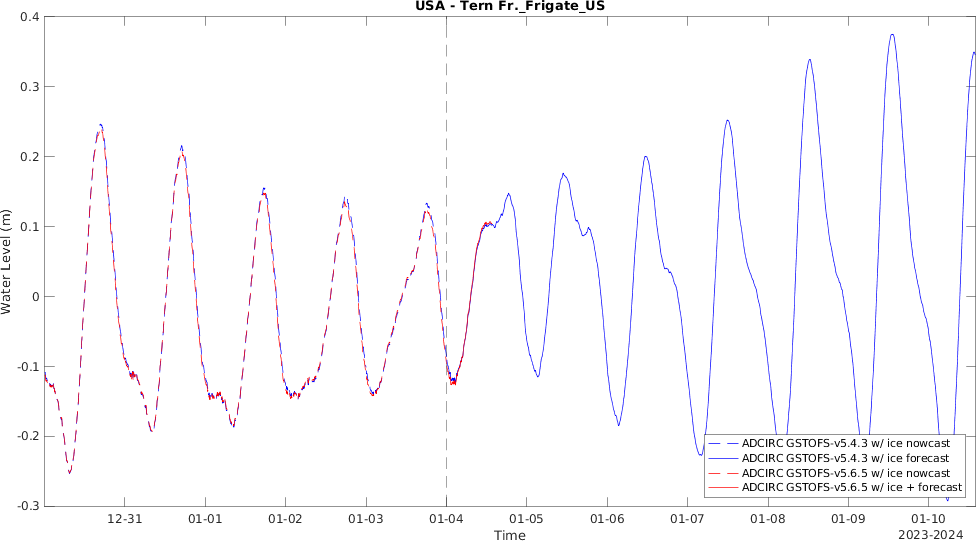 USA - Tern Fr._Frigate_US
0.4
0.3
0.2
0.1
0
-0.1
-0.2
-0.3
Water Level (m)
ADCIRC GSTOFS-v5.4.3 w/ ice nowcast
ADCIRC GSTOFS-v5.4.3 w/ ice forecast
ADCIRC GSTOFS-v5.6.5 w/ ice nowcast
ADCIRC GSTOFS-v5.6.5 w/ ice + forecast
12-31 01-01 01-02 01-03 01-04 01-05 01-06 01-07 01-08 01-09 01-10
Time
2023-2024